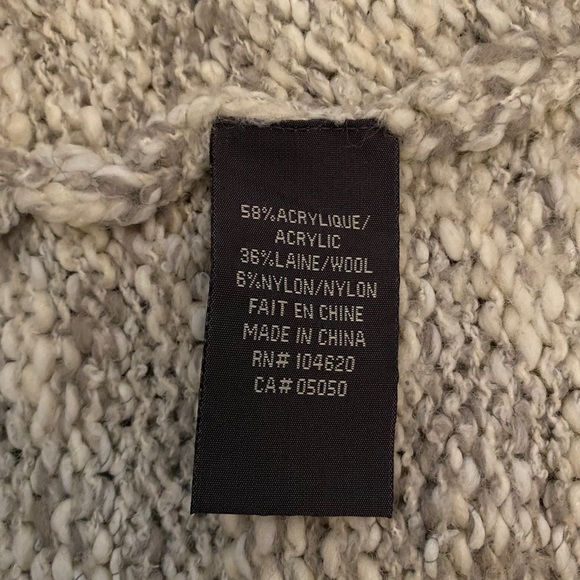 58%ACRYLIQUE/
ACRYLIC
36%LAINE/WOOL
6%NYLON/NYLON
FAIT EN CHINE
MADE IN CHINA
RN# 104620
CA# 05050